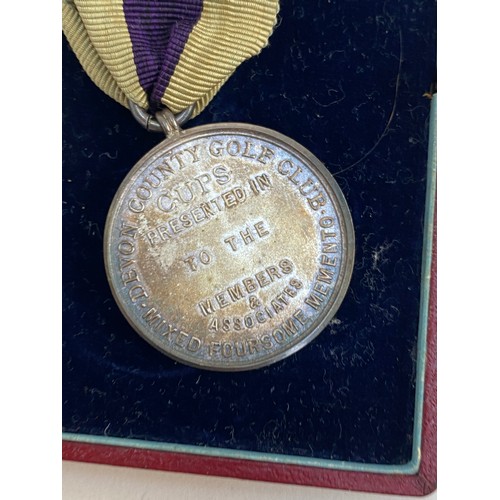 ·DEVON·COUNTY GOLF CLUB·
·MIXED FOURSOME MEMENTO
CUPS
PRESENTED IN
TO THE
MEMBERS
&
ASSOCIATES